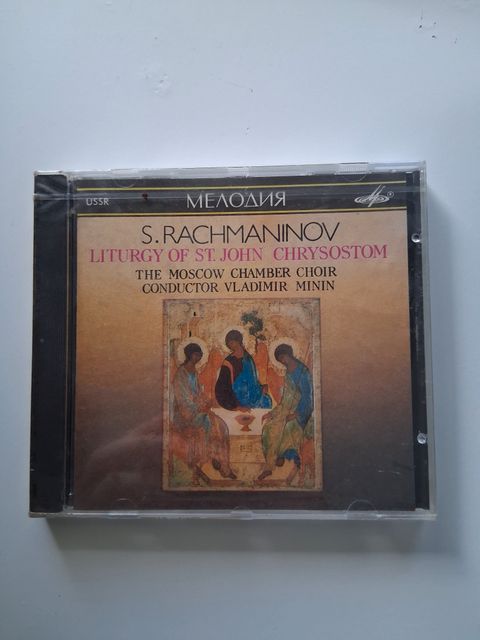 USSR
МЕЛОДИЯ
S. RACHMANINOV
LITURGY OF ST. JOHN CHRYSOSTOM
THE MOSCOW CHAMBER CHOIR
CONDUCTOR VLADIMIR MININ